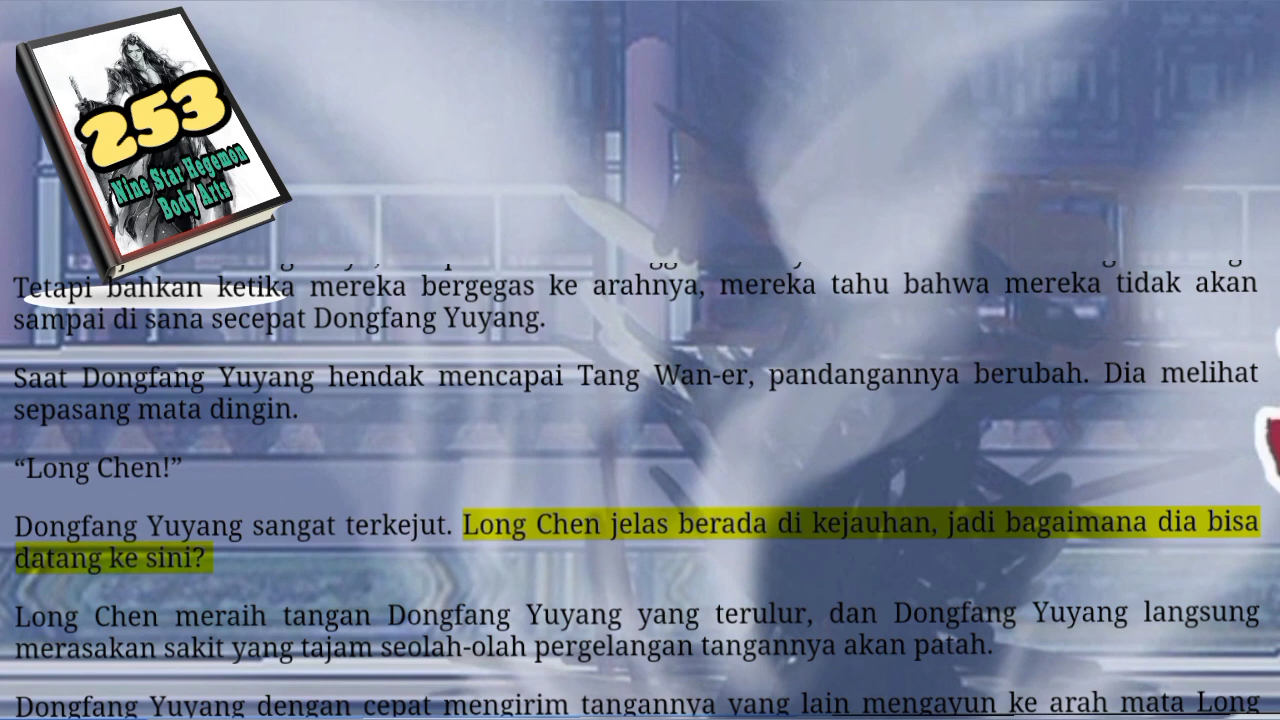 253
Nine Star Hegemon
Body Arts
Tetapi bahkan ketika mereka bergegas ke arahnya, mereka tahu bahwa mereka tidak akan
sampai di sana secepat Dongfang Yuyang.
Saat Dongfang Yuyang hendak mencapai Tang Wan-er, pandangannya berubah. Dia melihat
sepasang mata dingin.
“Long Chen!”
Dongfang Yuyang sangat terkejut. Long Chen jelas berada di kejauhan, jadi bagaimana dia bisa
datang ke sini?
Long Chen meraih tangan Dongfang Yuyang yang terulur, dan Dongfang Yuyang langsung
merasakan sakit yang tajam seolah-olah pergelangan tangannya akan patah.
Dongfang Yuyang dengan cepat mengirim tangannya yang lain mengayun ke arah mata Long